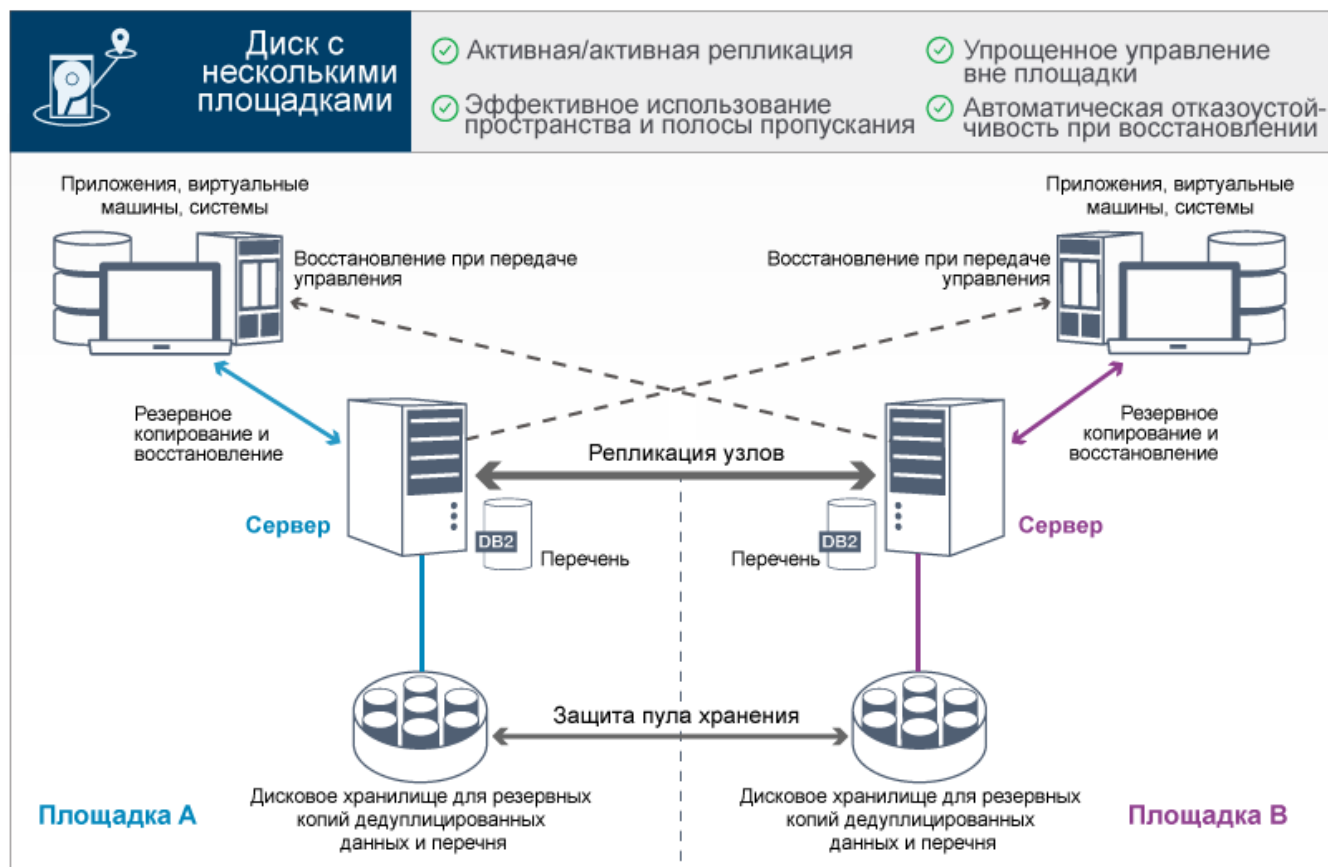 Диск с
несколькими
площадками
Активная/активная репликация
Эффективное использование
пространства и полосы пропускания
Упрощенное управление
вне площадки
Автоматическая отказоустой-
чивость при восстановлении
Приложения, виртуальные
машины, системы
Приложения, виртуальные
машины, системы
Восстановление при передаче
управления
Восстановление при передаче
управления
Резервное
копирование и
восстановление
Резервное
копирование и
восстановление
Репликация узлов
Сервер
DB2
Перечень
Перечень
DB2
Сервер
Защита пула хранения
Площадка A
Дисковое хранилище для резервных
копий дедуплицированных
данных и перечня
Дисковое хранилище для резервных
копий дедуплицированных
данных и перечня
Площадка B